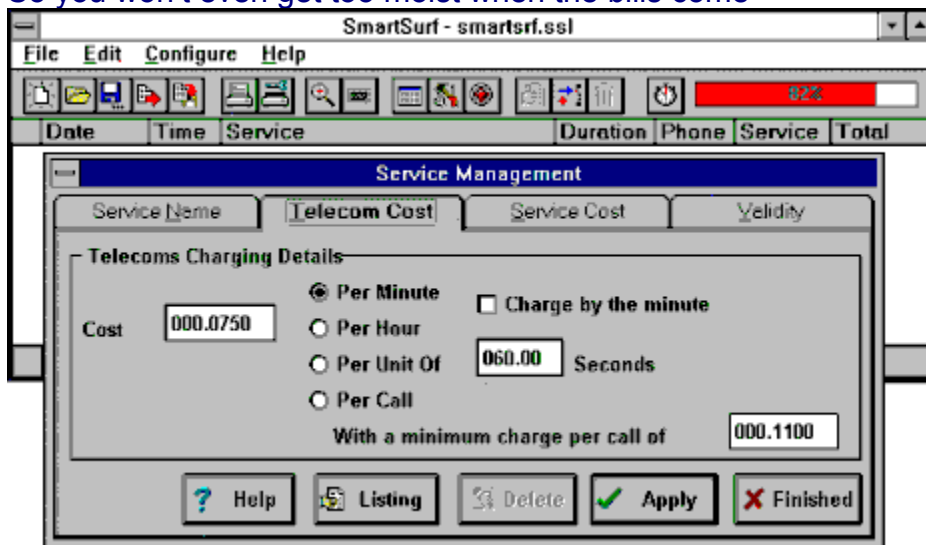 So you won't even get too moist when the bills come
SmartSurf - smartsrf.ssl
File Edit Configure Help
82%
Date Time Service Duration Phone Service Total
Service Management
Service Name Telecom Cost Service Cost Validity
Telecoms Charging Details
Per Minute
Charge by the minute
Cost 000.0750
Per Hour
Per Unit Of 060.00 Seconds
Per Call
With a minimum charge per call of 000.1100
Help Listing Delete Apply Finished